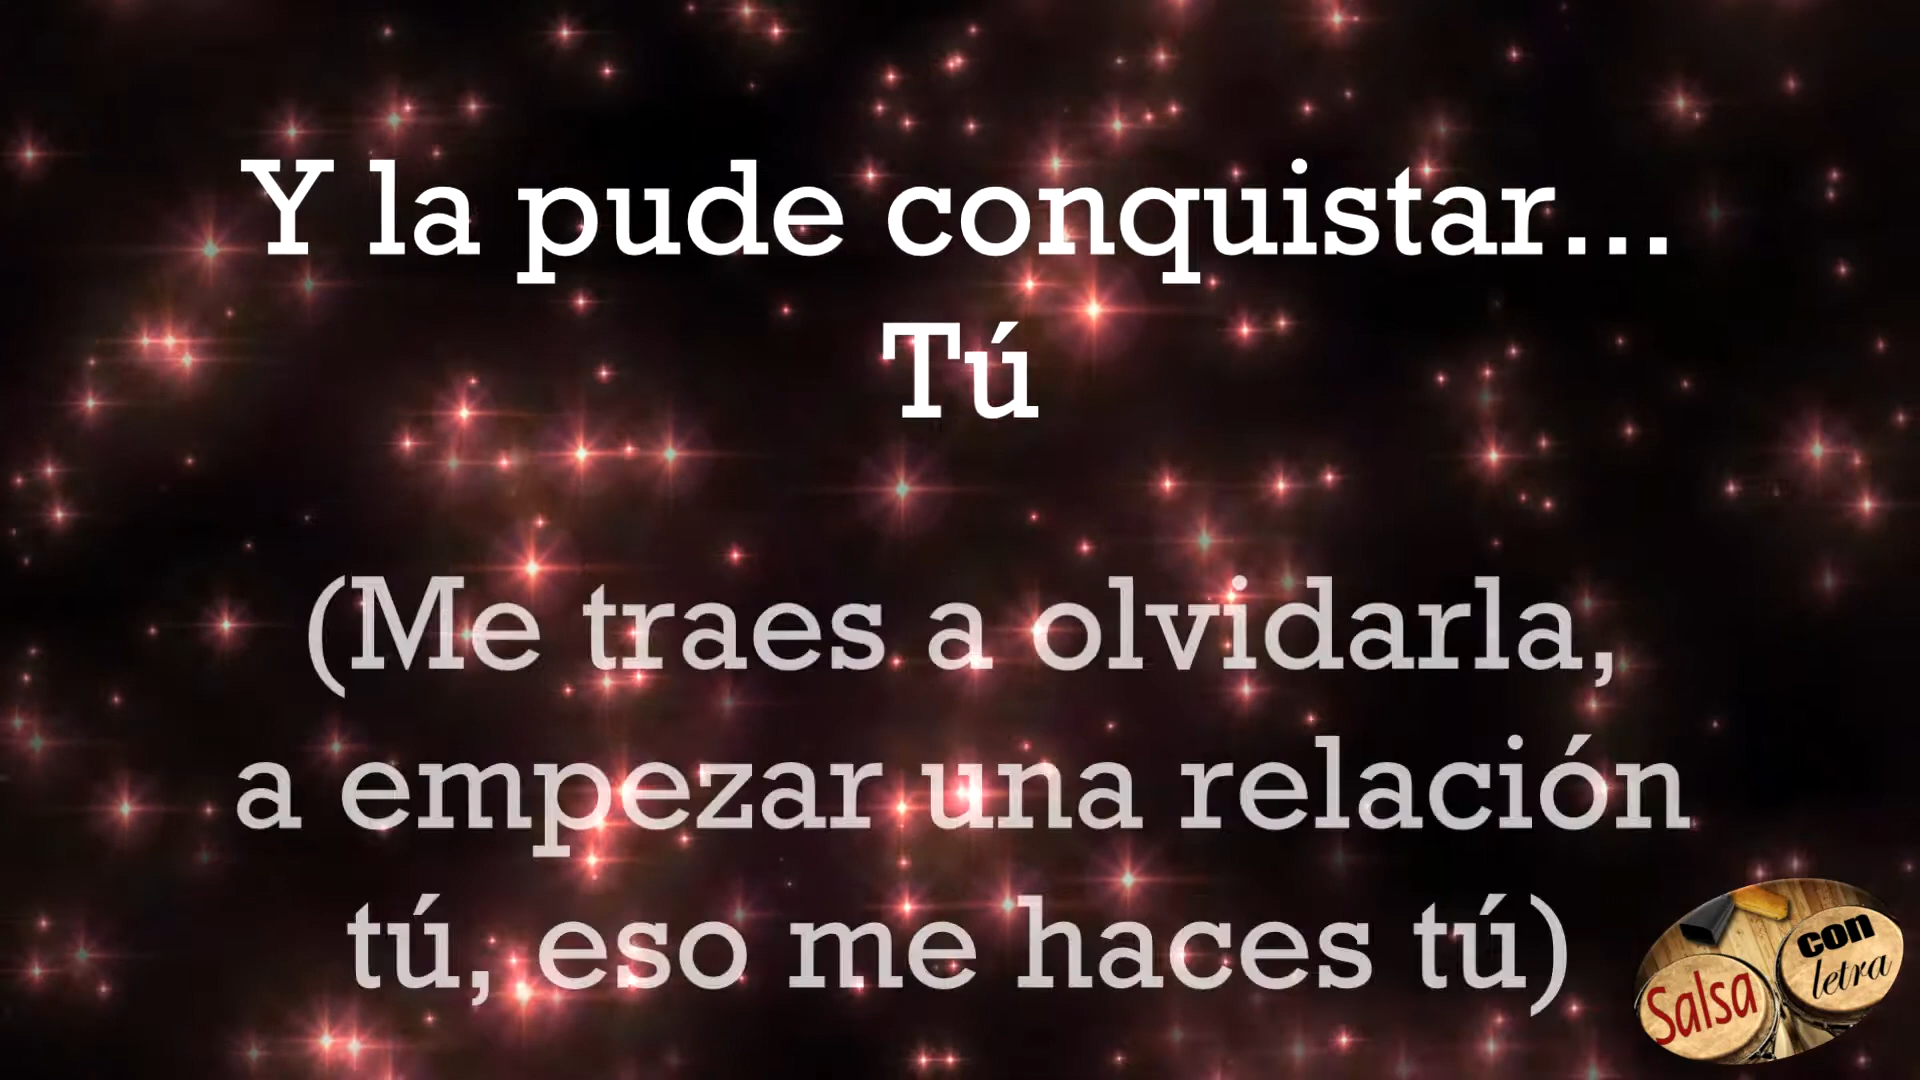 Y la pude conquistar...
Tú
(Me traes a olvidarla,
a empezar una relación
tú, eso me haces tú)
Salsa
con
letra